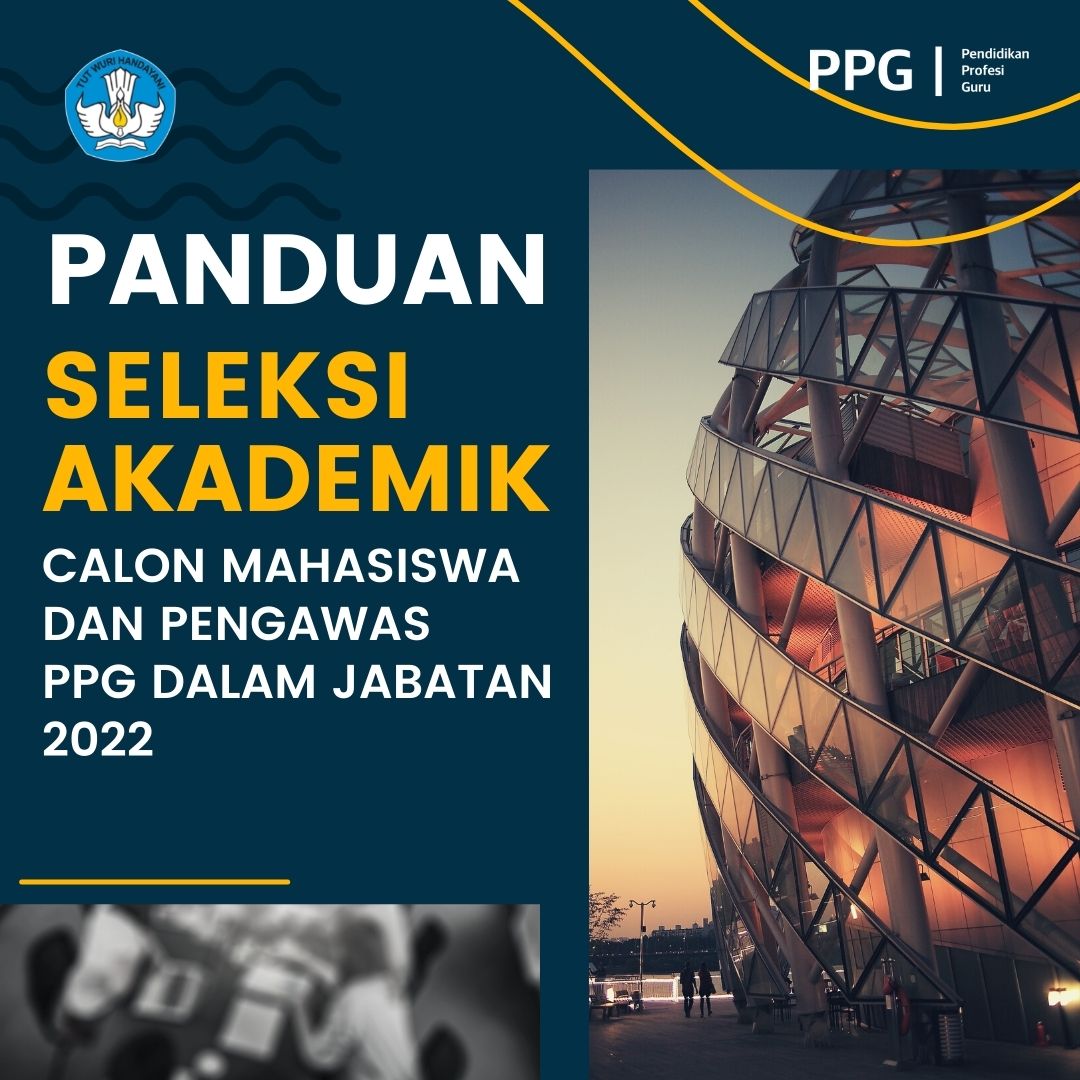 TUT WURI HANDAYANI
PPG
Pendidikan
Profesi
Guru
PANDUAN
SELEKSI
AKADEMIK
CALON MAHASISWA
DAN PENGAWAS
PPG DALAM JABATAN
2022